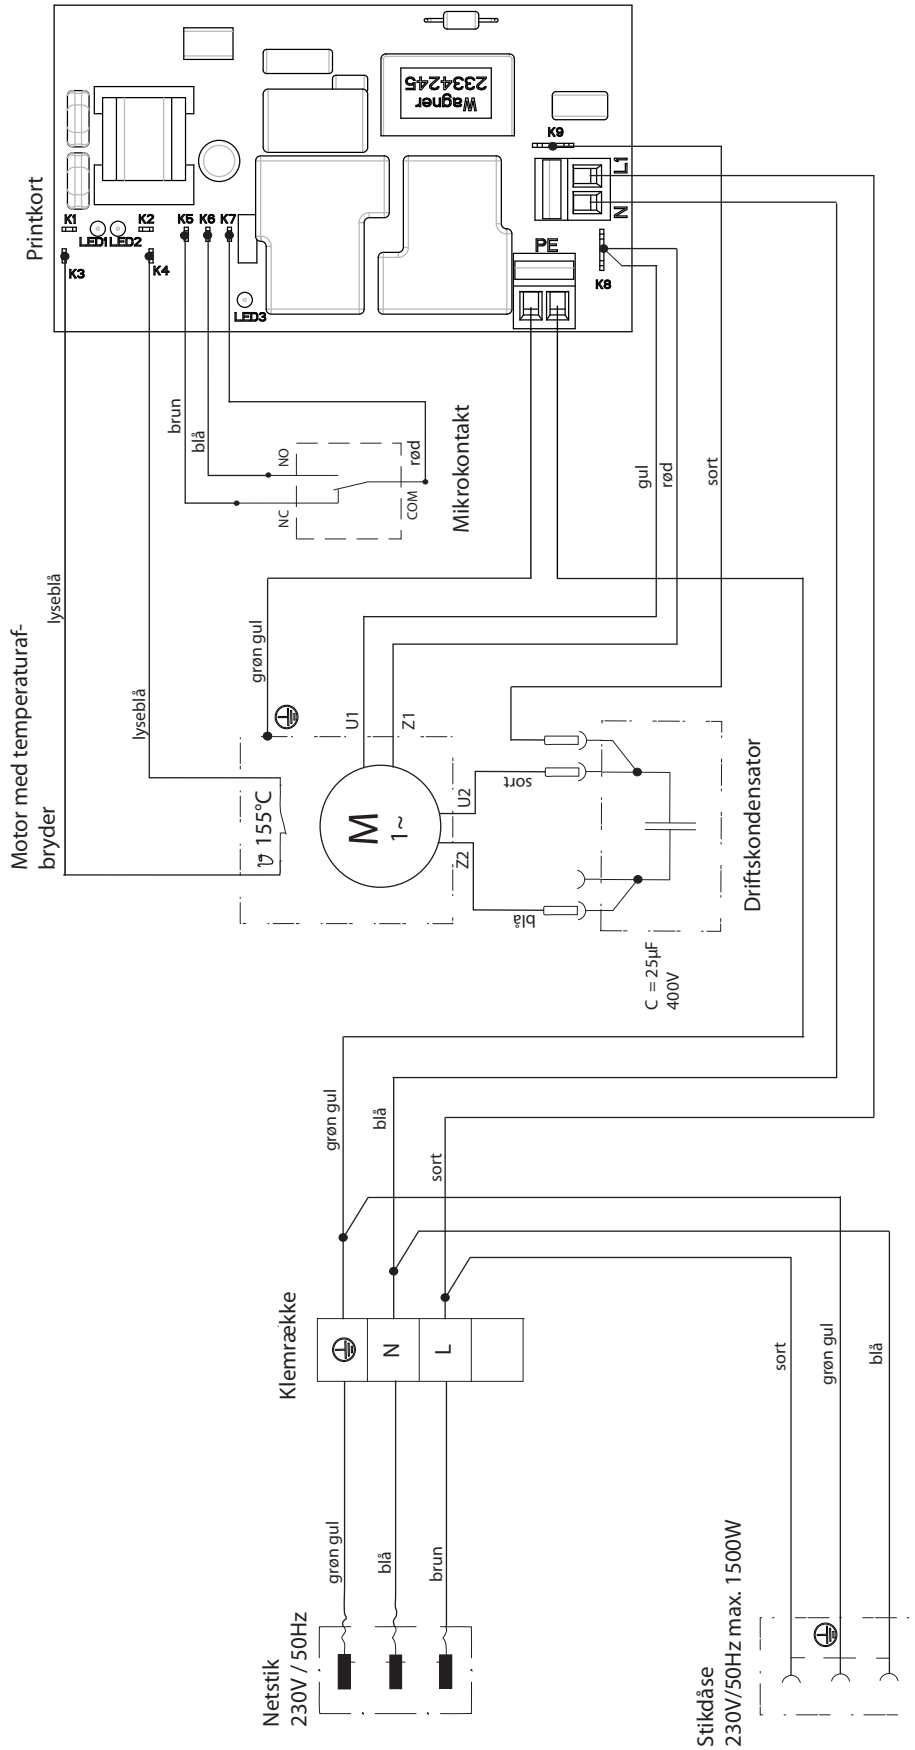 Printkort
Wagner
2334245
K1
K2
K3
K4
K5
K6
K7
LED1
LED2
LED3
K9
L1
N
PE
K8
brun
blå
rød
NO
NC
COM
Mikrokontakt
gul
rød
sort
lyseblå
lyseblå
grøn gul
Motor med temperaturaf-
bryder
ϑ 155°C
M
1~
U1
Z1
U2
Z2
sort
blå
Driftskondensator
C = 25µF
400V
grøn gul
blå
sort
Klemrække
N
L
grøn gul
blå
brun
Netstik
230V / 50Hz
sort
grøn gul
blå
Stikdåse
230V/50Hz max. 1500W